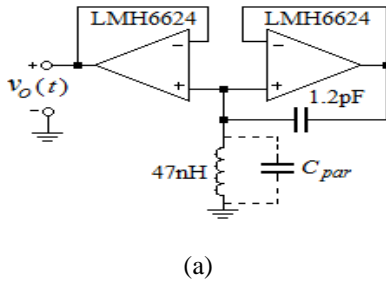 LMH6624 LMH6624
+ − −
v_O(t) + + 1.2pF
−
47nH C_par
(a)